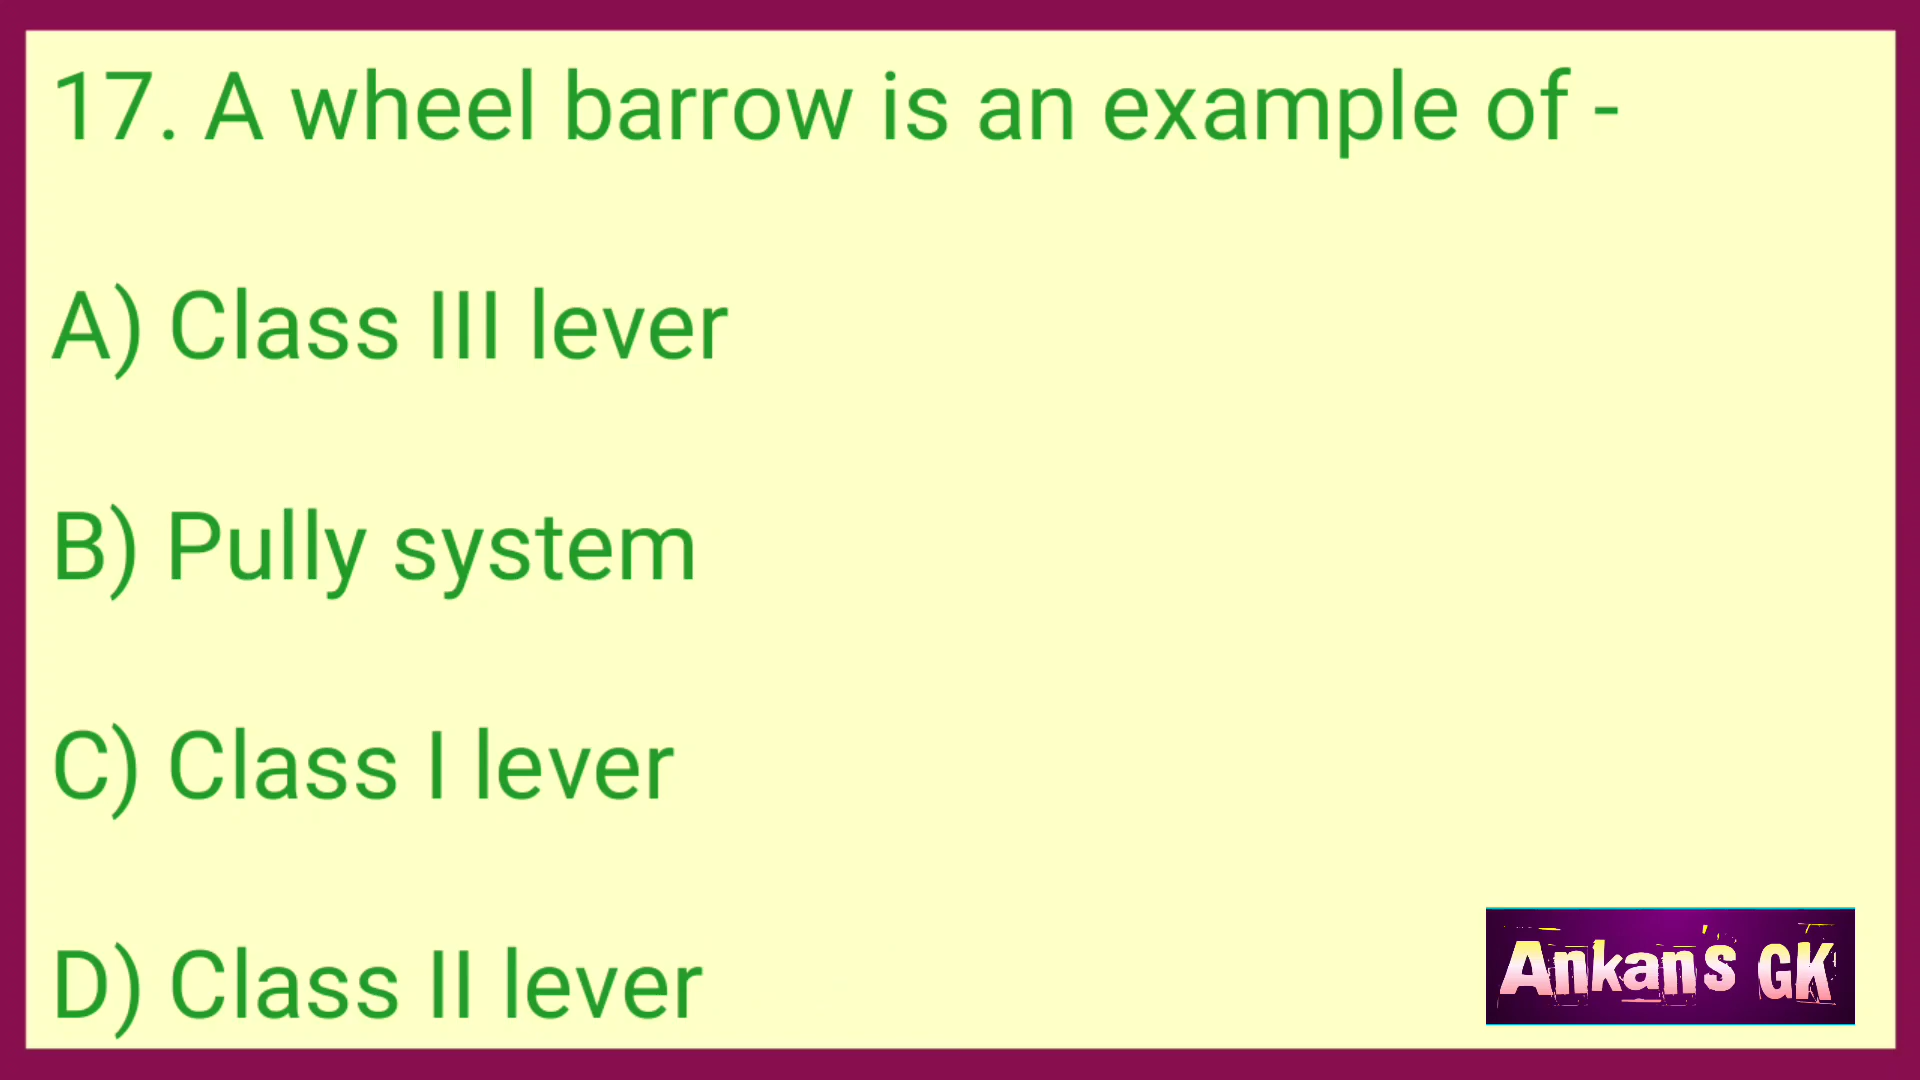 17. A wheel barrow is an example of -
A) Class III lever
B) Pully system
C) Class I lever
D) Class II lever
Ankan's GK